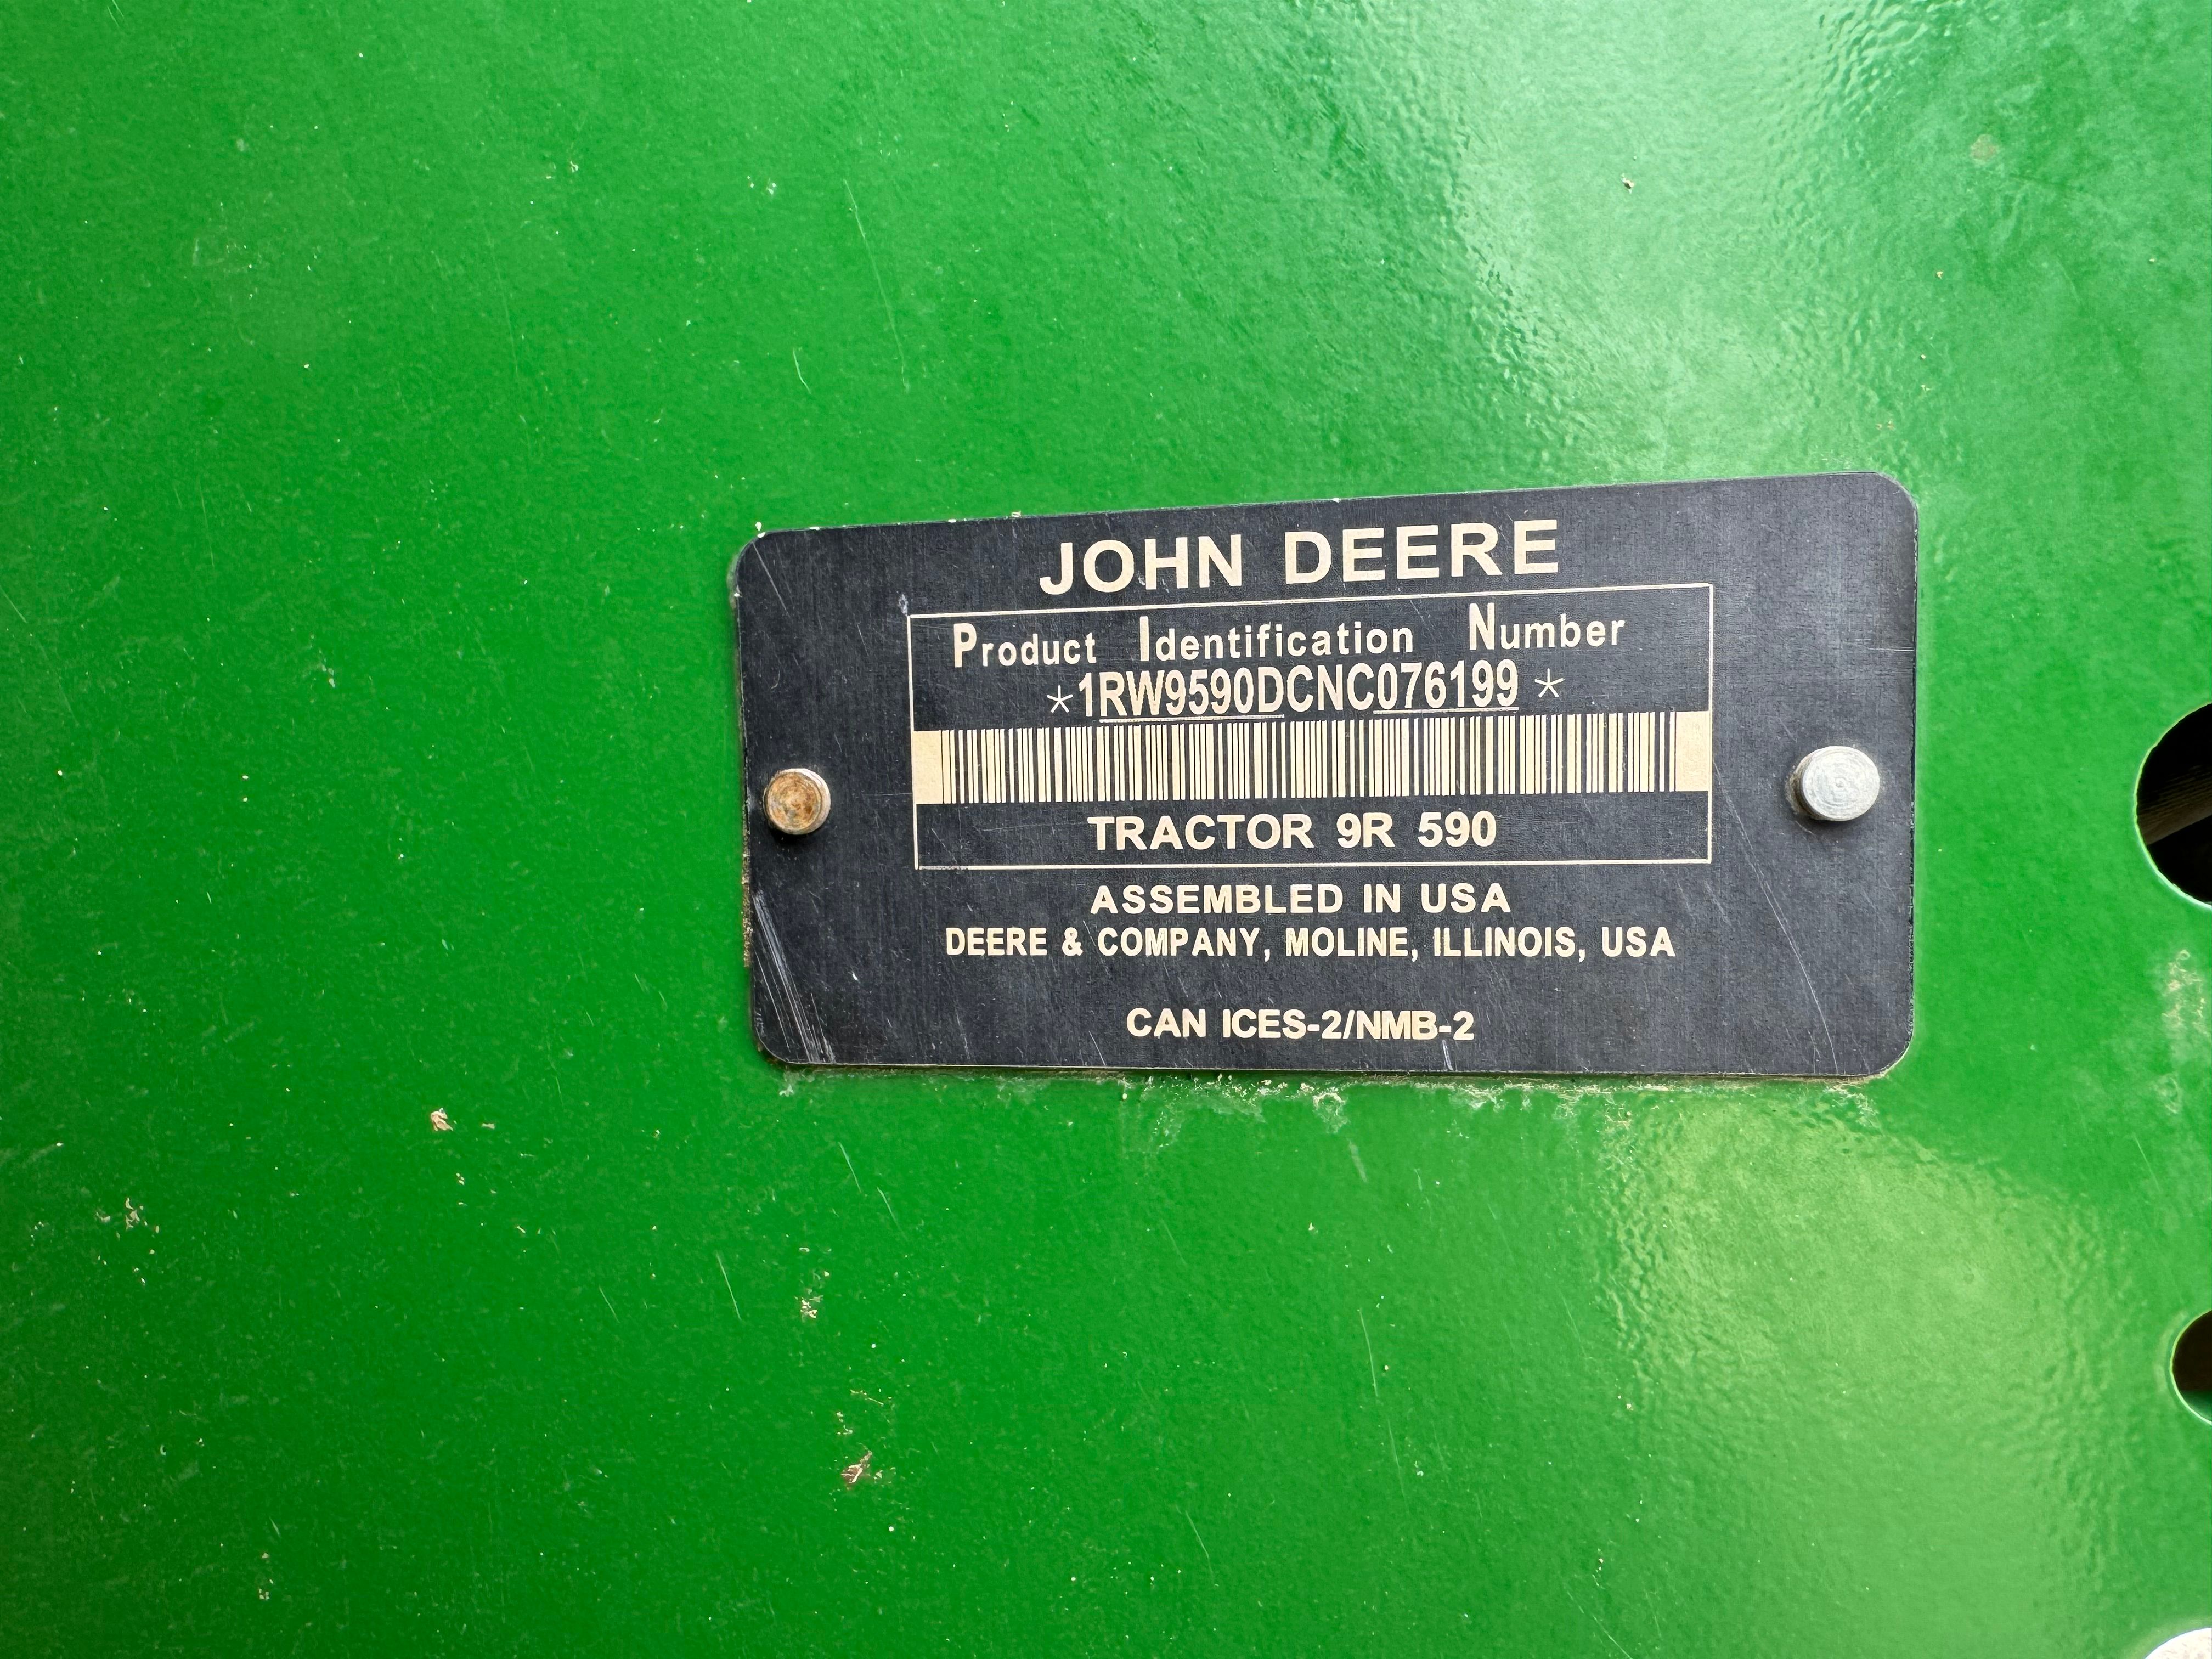 JOHN DEERE
Product Identification Number
*1RW9590DCNC076199*
TRACTOR 9R 590
ASSEMBLED IN USA
DEERE & COMPANY, MOLINE, ILLINOIS, USA
CAN ICES-2/NMB-2